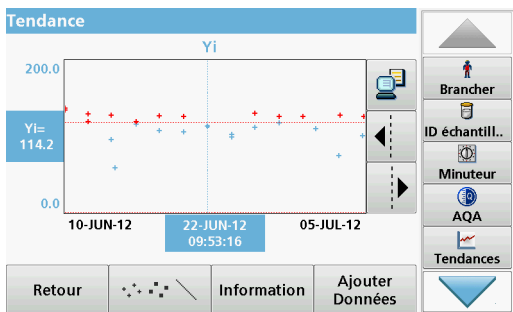 Tendance
Yi
200.0
Yi=
114.2
0.0
10-JUN-12
22-JUN-12
09:53:16
05-JUL-12
Retour
Information
Ajouter
Données
Brancher
ID échantill..
Minuteur
AQA
Tendances